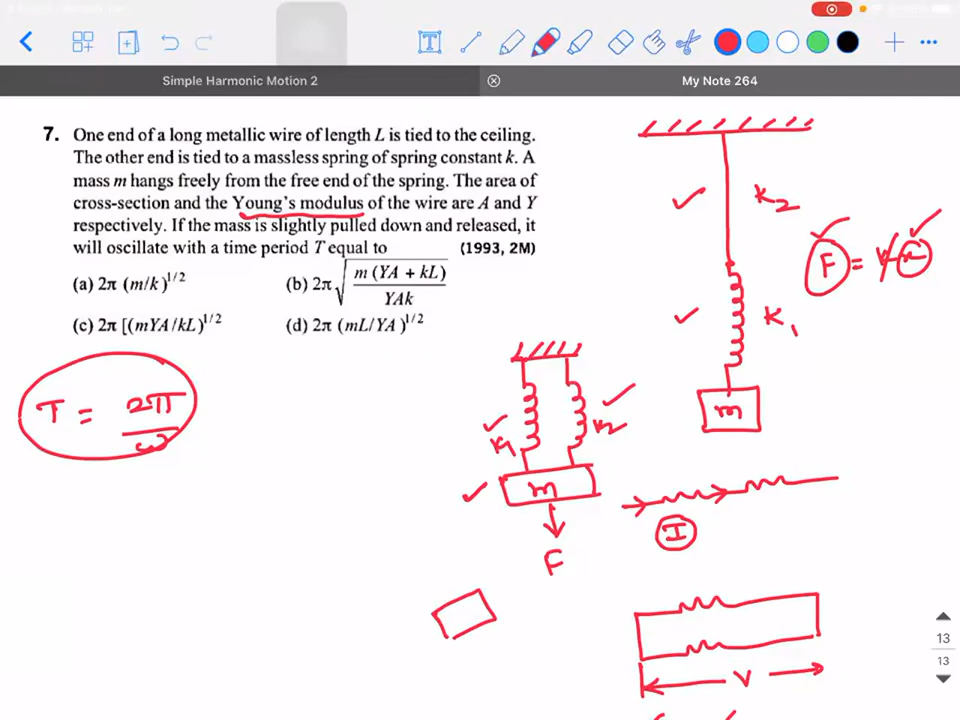 Simple Harmonic Motion 2
My Note 264
7. One end of a long metallic wire of length L is tied to the ceiling.
The other end is tied to a massless spring of spring constant k. A
mass m hangs freely from the free end of the spring. The area of
cross-section and the Young's modulus of the wire are A and Y
respectively. If the mass is slightly pulled down and released, it
will oscillate with a time period T equal to (1993, 2M)
(a) 2π (m/k)^1/2 (b) 2π √(m (YA + kL) / YAk)
(c) 2π [(mYA/kL)^1/2 (d) 2π (mL/YA)^1/2
T = 2π/ω
K2
F = kx
K1
m
K1 K2
m
F
I
V
13
13